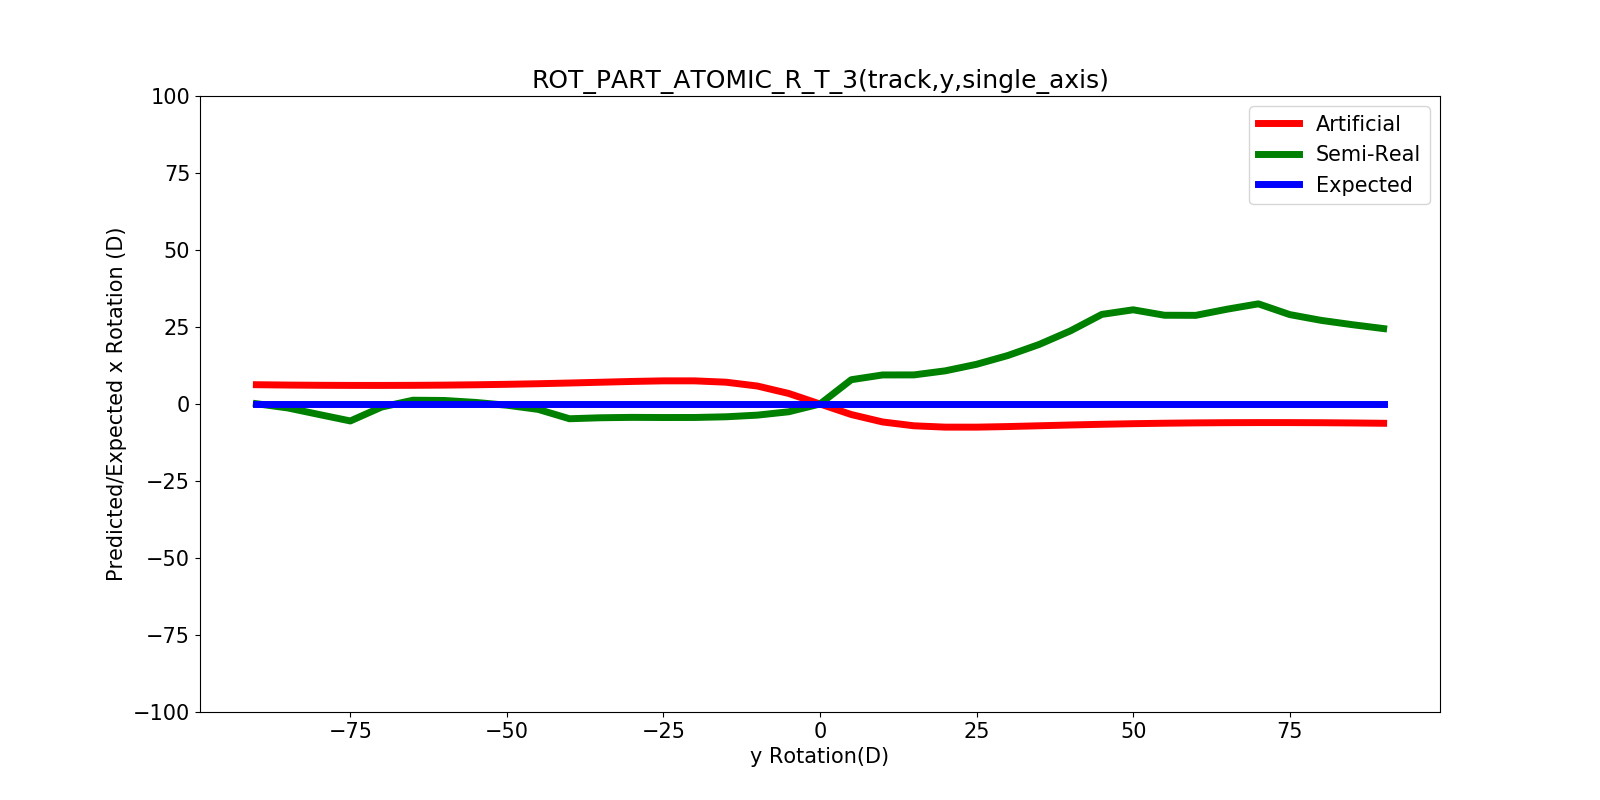 ROT_PART_ATOMIC_R_T_3(track,y,single_axis)
100
75
50
25
0
−25
−50
−75
−100
Predicted/Expected x Rotation (D)
Artificial
Semi-Real
Expected
−75
−50
−25
0
25
50
75
y Rotation(D)